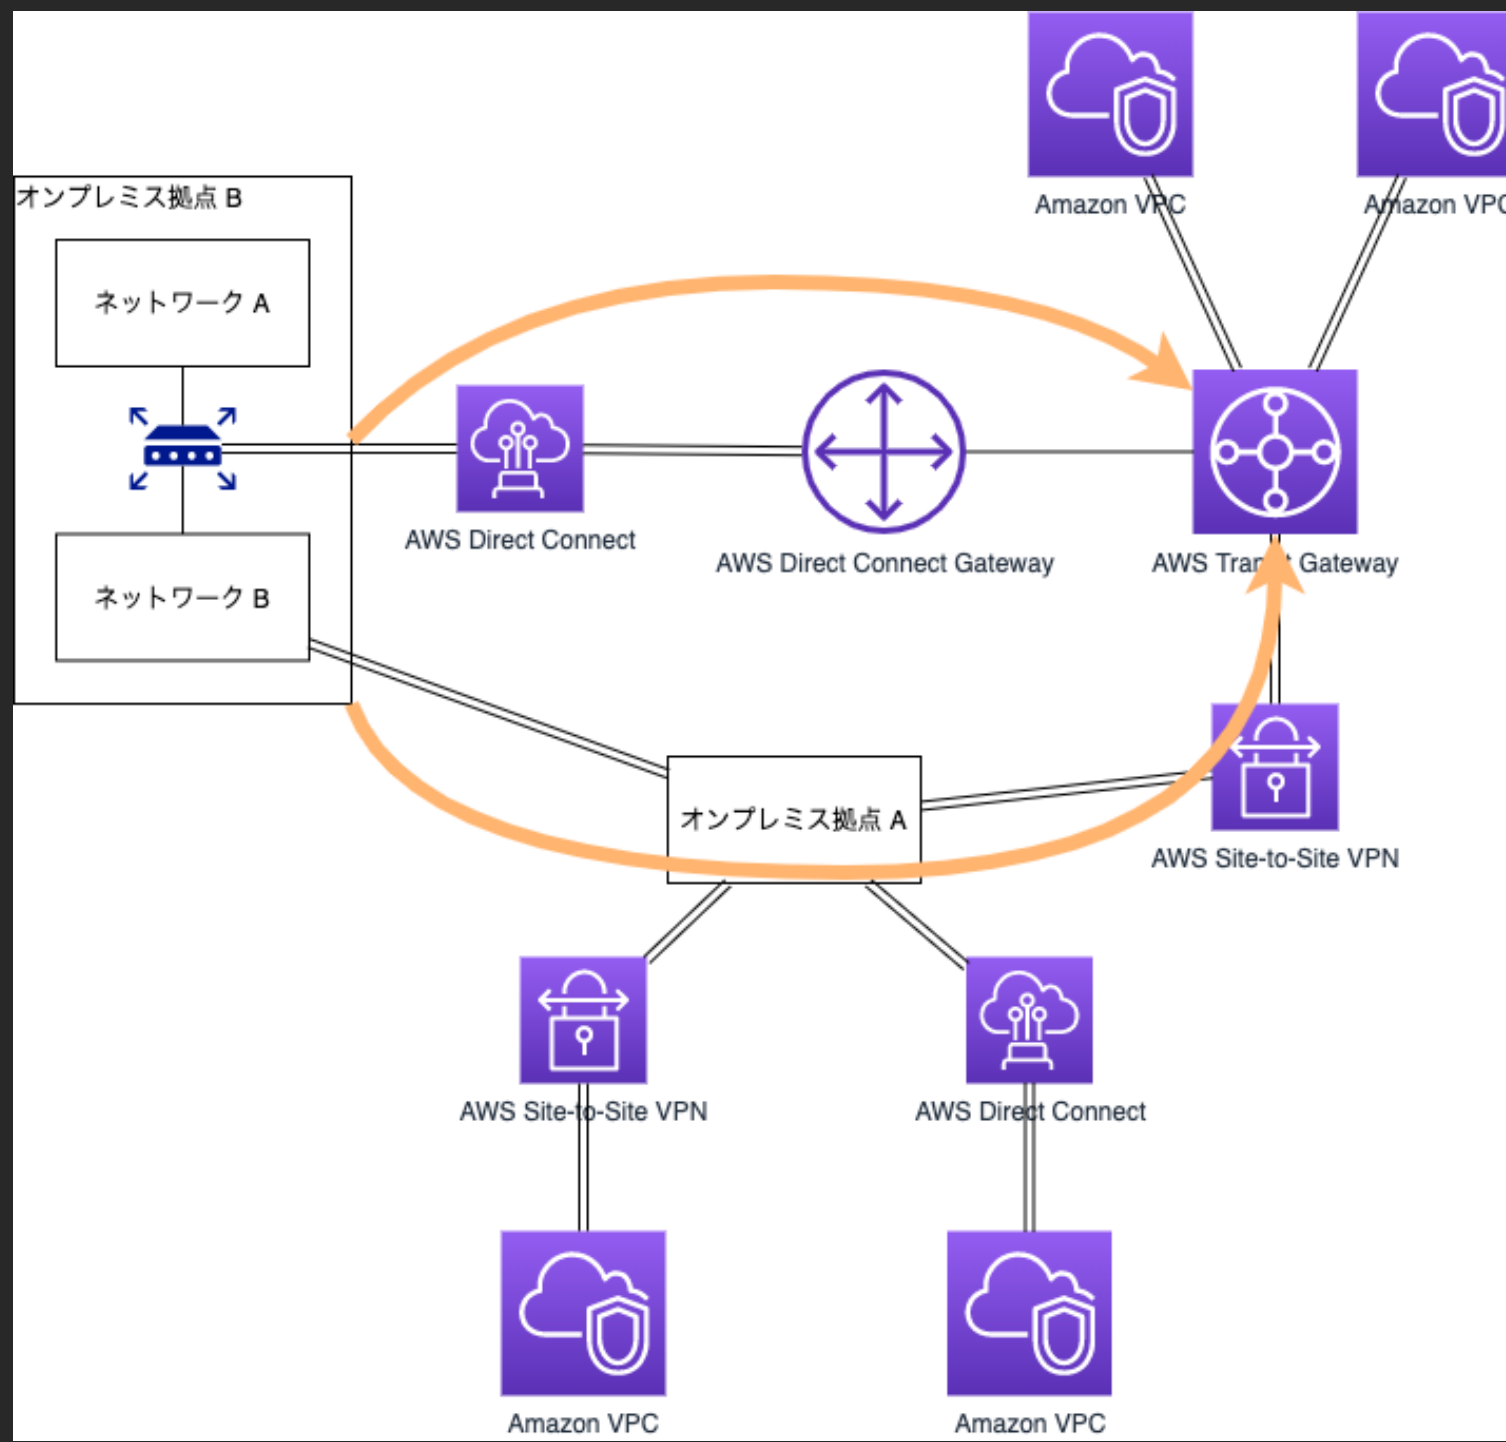 Amazon VPC
Amazon VPC
オンプレミス拠点 B
ネットワーク A
AWS Direct Connect
AWS Direct Connect Gateway
AWS Transit Gateway
ネットワーク B
オンプレミス拠点 A
AWS Site-to-Site VPN
AWS Site-to-Site VPN
AWS Direct Connect
Amazon VPC
Amazon VPC